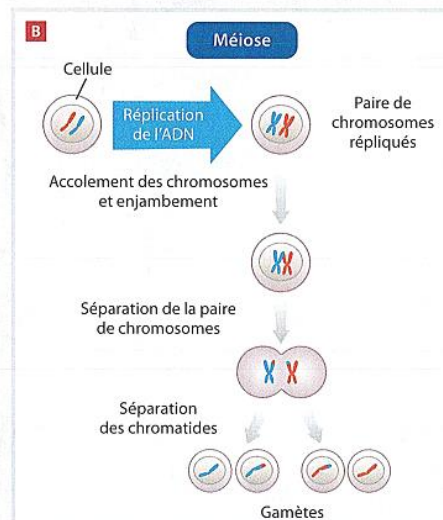 B
Méiose
Cellule
Réplication
de l'ADN
Paire de
chromosomes
répliqués
Accolement des chromosomes
et enjambement
Séparation de la paire
de chromosomes
Séparation
des chromatides
Gamètes